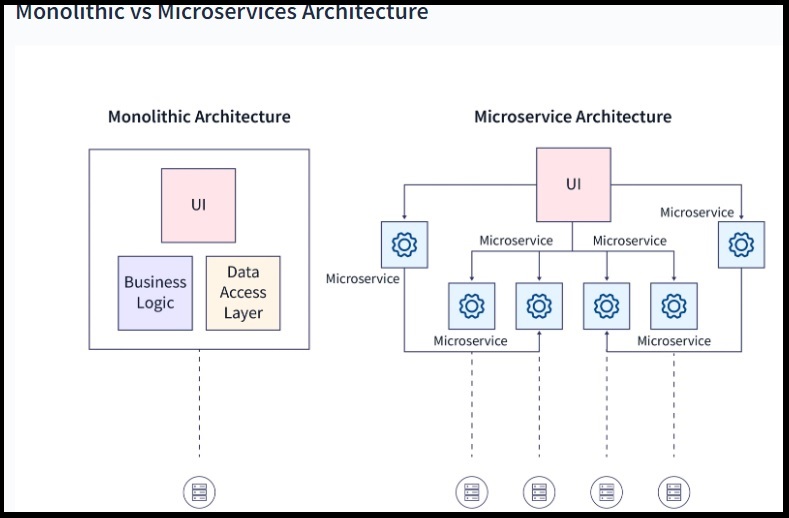 Monolithic vs Microservices Architecture
Monolithic Architecture
UI
Business
Logic
Data
Access
Layer
Microservice Architecture
UI
Microservice
Microservice
Microservice
Microservice
Microservice
Microservice